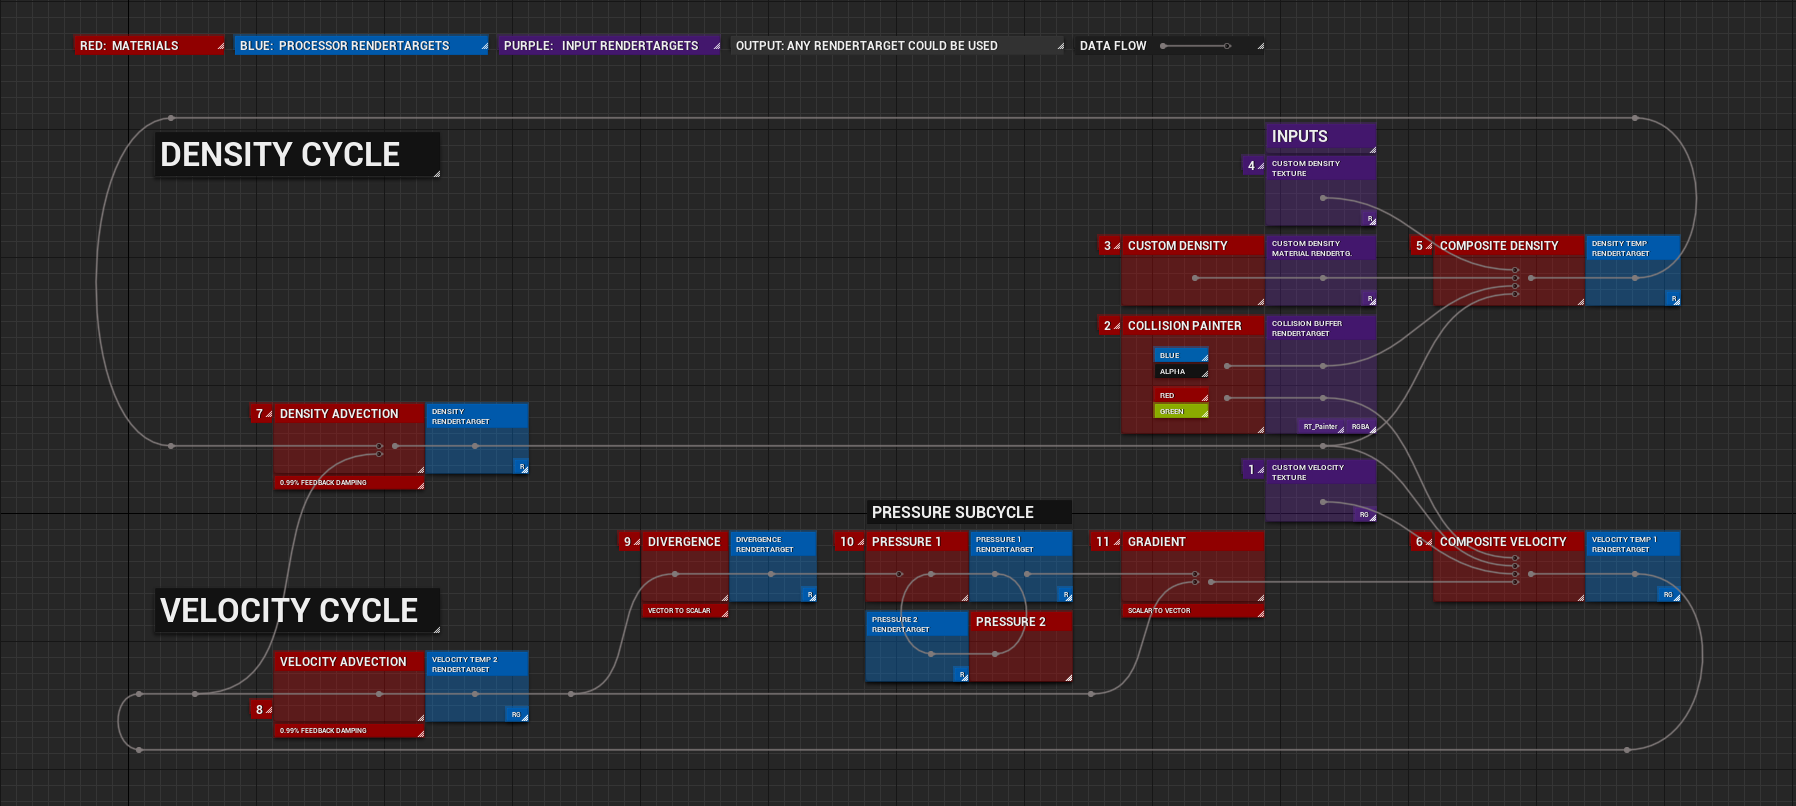 RED: MATERIALS
BLUE: PROCESSOR RENDERTARGETS
PURPLE: INPUT RENDERTARGETS
OUTPUT: ANY RENDERTARGET COULD BE USED
DATA FLOW
DENSITY CYCLE
INPUTS
4
CUSTOM DENSITY
TEXTURE
R
3
CUSTOM DENSITY
CUSTOM DENSITY
MATERIAL RENDERTG.
R
5
COMPOSITE DENSITY
DENSITY TEMP
RENDERTARGET
R
2
COLLISION PAINTER
BLUE
ALPHA
RED
GREEN
COLLISION BUFFER
RENDERTARGET
RT_Painter
RGBA
7
DENSITY ADVECTION
0.99% FEEDBACK DAMPING
DENSITY
RENDERTARGET
R
1
CUSTOM VELOCITY
TEXTURE
RG
PRESSURE SUBCYCLE
9
DIVERGENCE
VECTOR TO SCALAR
DIVERGENCE
RENDERTARGET
R
10
PRESSURE 1
PRESSURE 1
RENDERTARGET
R
PRESSURE 2
RENDERTARGET
R
PRESSURE 2
11
GRADIENT
SCALAR TO VECTOR
6
COMPOSITE VELOCITY
VELOCITY TEMP 1
RENDERTARGET
RG
VELOCITY CYCLE
8
VELOCITY ADVECTION
0.99% FEEDBACK DAMPING
VELOCITY TEMP 2
RENDERTARGET
RG